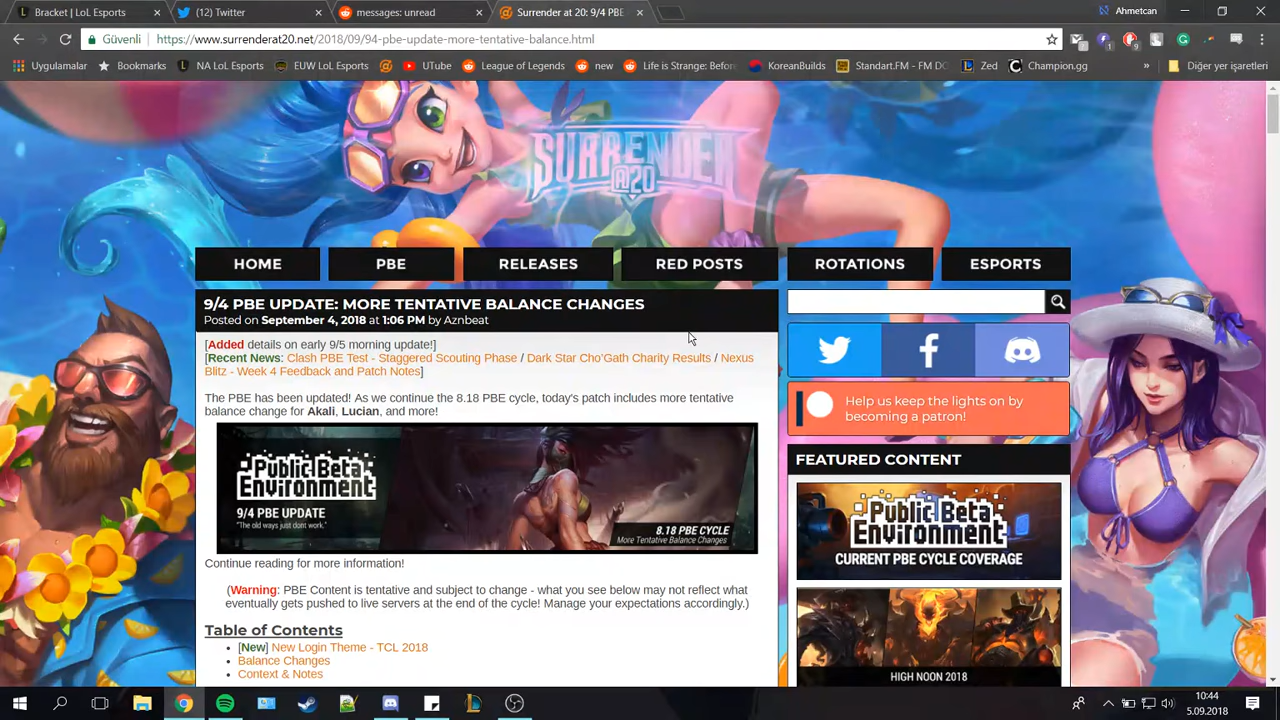 Bracket | LoL Esports
(12) Twitter
messages: unread
Surrender at 20: 9/4 PBE
Ahmetcan
Güvenli
https://www.surrenderat20.net/2018/09/94-pbe-update-more-tentative-balance.html
Uygulamalar
Bookmarks
NA LoL Esports
EUW LoL Esports
UTube
League of Legends
new
Life is Strange: Befor
KoreanBuilds
Standart.FM - FM DO
Zed
Champion.gg
»
Diğer yer işaretleri
SURRENDER
@20
HOME
PBE
RELEASES
RED POSTS
ROTATIONS
ESPORTS
9/4 PBE UPDATE: MORE TENTATIVE BALANCE CHANGES
Posted on September 4, 2018 at 1:06 PM by Aznbeat
[Added details on early 9/5 morning update!]
[Recent News: Clash PBE Test - Staggered Scouting Phase / Dark Star Cho'Gath Charity Results / Nexus
Blitz - Week 4 Feedback and Patch Notes]
The PBE has been updated! As we continue the 8.18 PBE cycle, today's patch includes more tentative
balance change for Akali, Lucian, and more!
Public Beta
Environment
9/4 PBE UPDATE
"The old ways just dont work."
8.18 PBE CYCLE
More Tentative Balance Changes
Continue reading for more information!
(Warning: PBE Content is tentative and subject to change - what you see below may not reflect what
eventually gets pushed to live servers at the end of the cycle! Manage your expectations accordingly.)
Table of Contents
[New] New Login Theme - TCL 2018
Balance Changes
Context & Notes
Help us keep the lights on by
becoming a patron!
FEATURED CONTENT
Public Beta
Environment
CURRENT PBE CYCLE COVERAGE
HIGH NOON 2018
10:44
5.09.2018